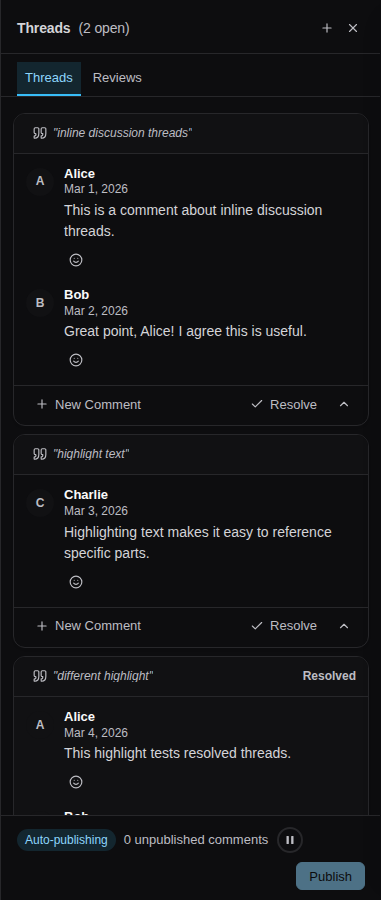 Threads (2 open)
Threads Reviews
"inline discussion threads"
A Alice
Mar 1, 2026
This is a comment about inline discussion
threads.
B Bob
Mar 2, 2026
Great point, Alice! I agree this is useful.
New Comment Resolve
"highlight text"
C Charlie
Mar 3, 2026
Highlighting text makes it easy to reference
specific parts.
New Comment Resolve
"different highlight" Resolved
A Alice
Mar 4, 2026
This highlight tests resolved threads.
Bob
Auto-publishing 0 unpublished comments
Publish